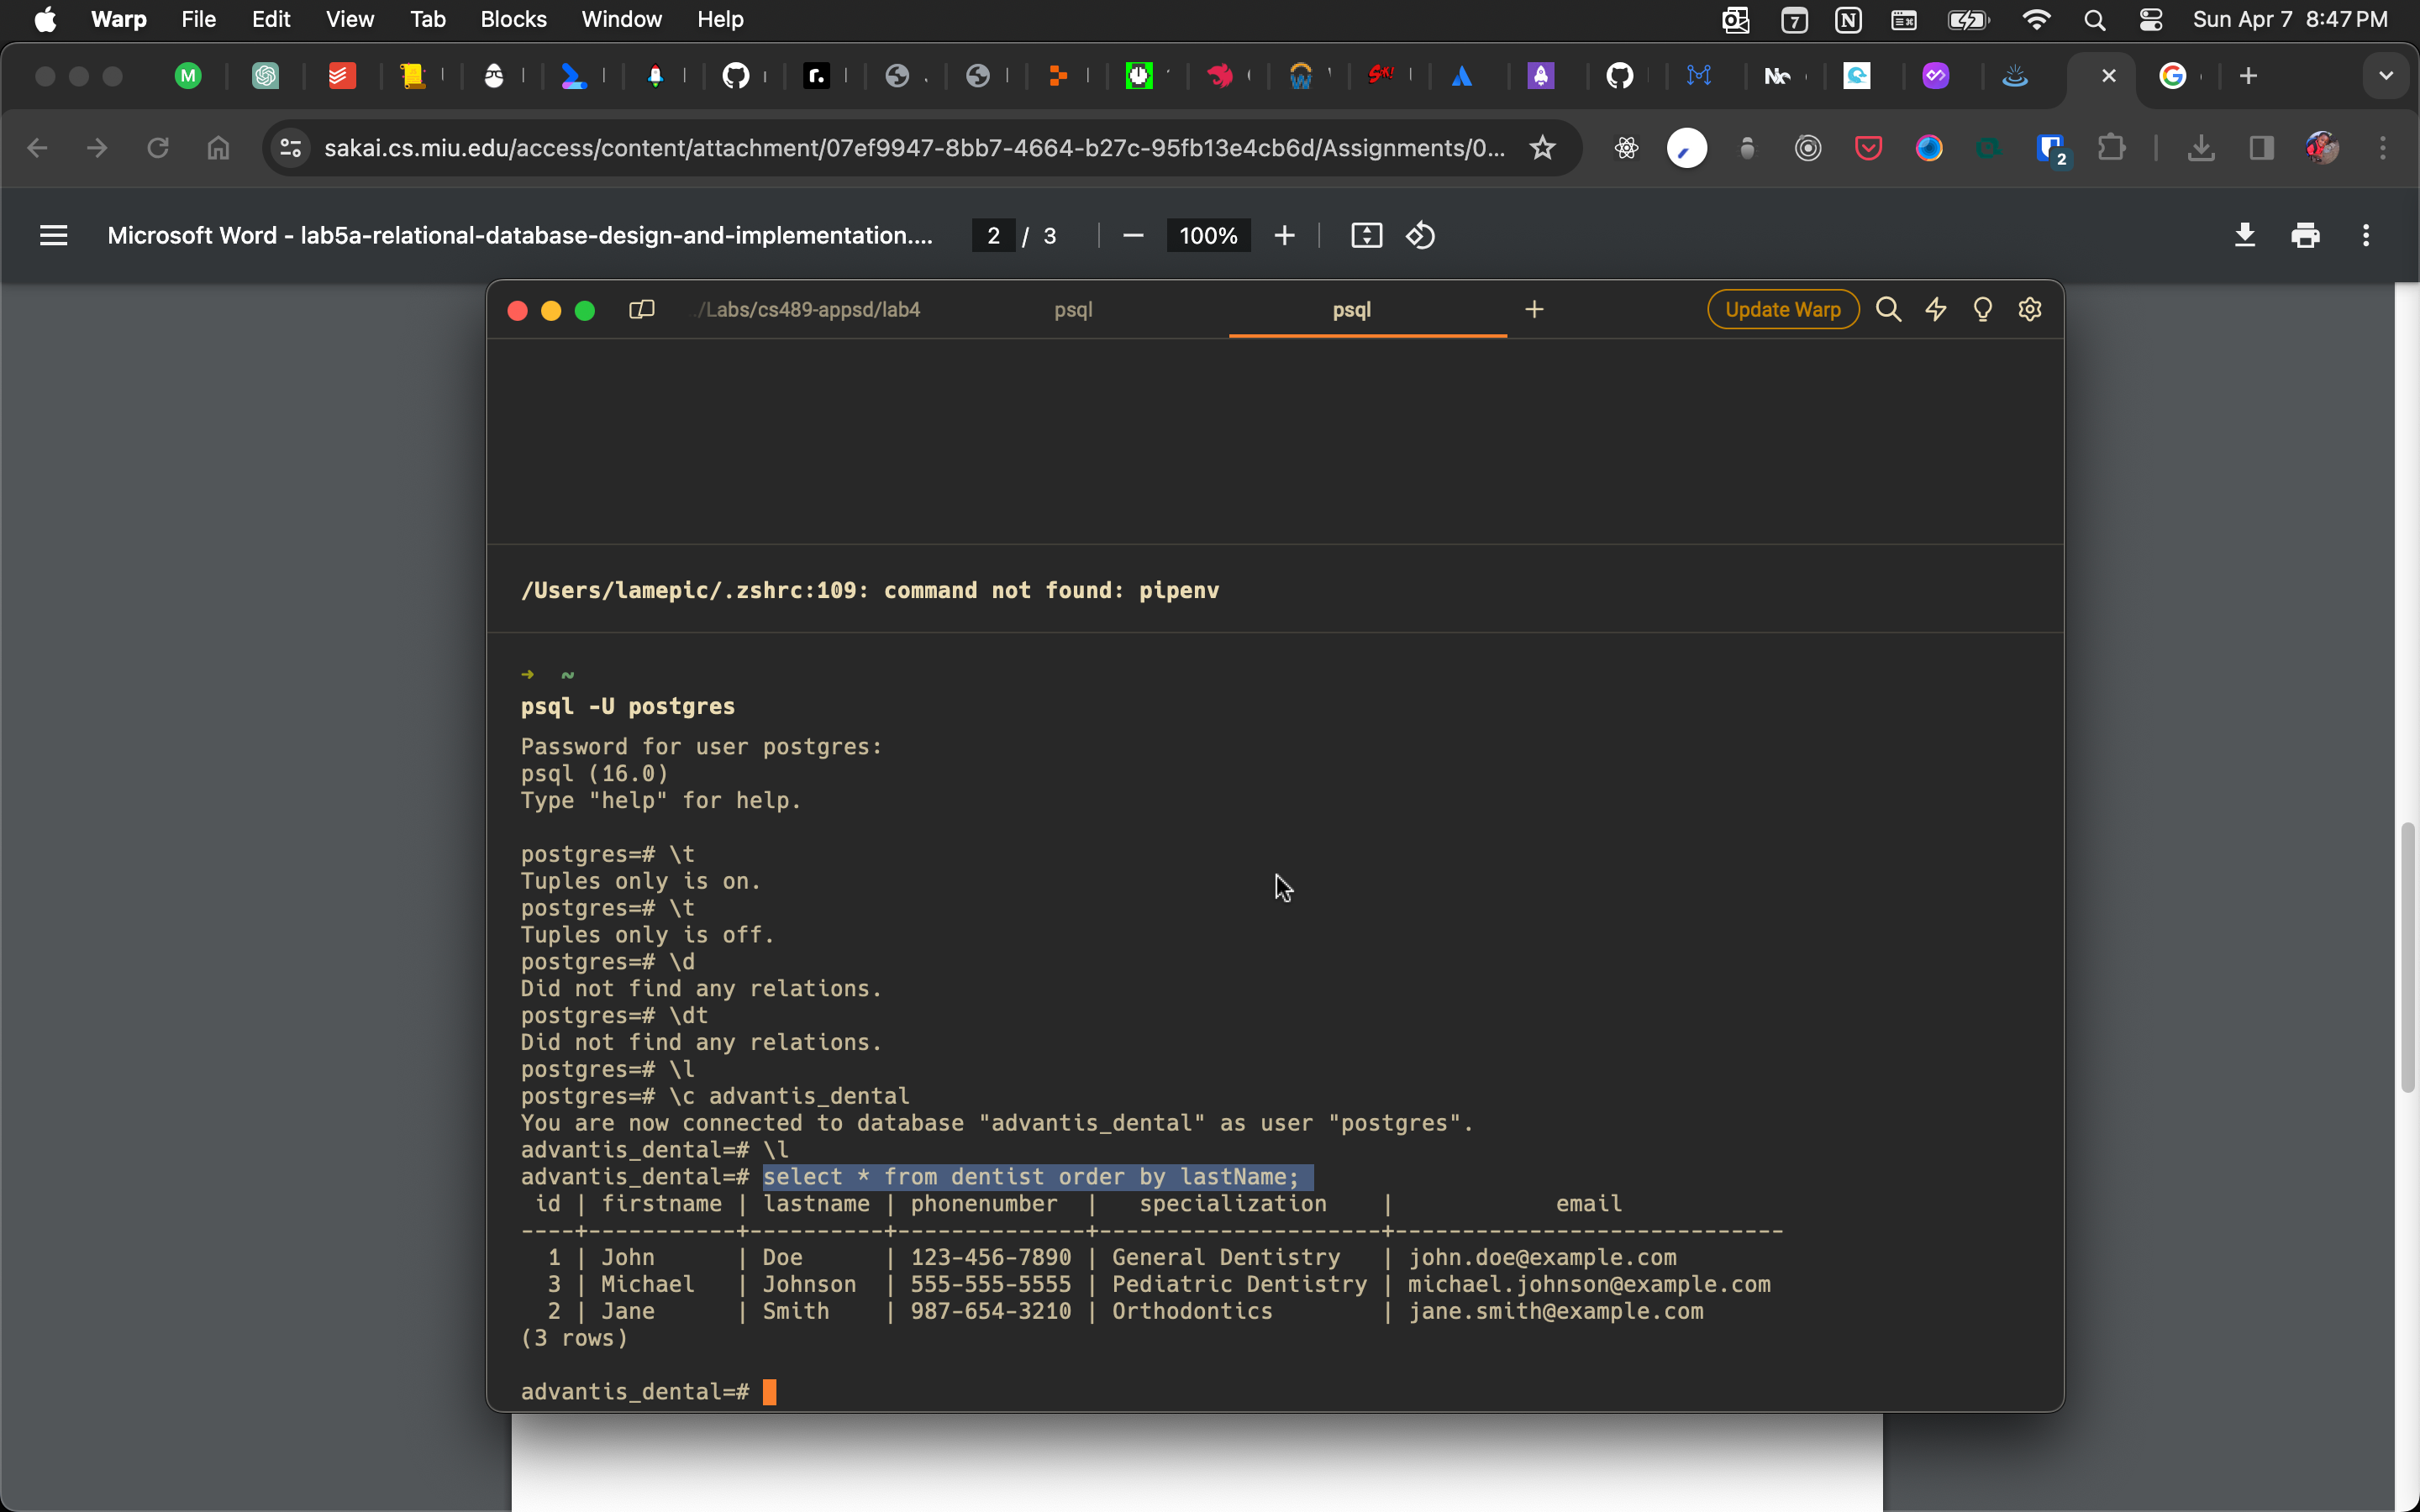 Warp File Edit View Tab Blocks Window Help 7 Sun Apr 7 8:47 PM
sakai.cs.miu.edu/access/content/attachment/07ef9947-8bb7-4664-b27c-95fb13e4cb6d/Assignments/0... 2
Microsoft Word - lab5a-relational-database-design-and-implementation.... 2 / 3 100%
./Labs/cs489-appsd/lab4 psql psql Update Warp
/Users/lamepic/.zshrc:109: command not found: pipenv
~
psql -U postgres
Password for user postgres:
psql (16.0)
Type "help" for help.
postgres=# \t
Tuples only is on.
postgres=# \t
Tuples only is off.
postgres=# \d
Did not find any relations.
postgres=# \dt
Did not find any relations.
postgres=# \l
postgres=# \c advantis_dental
You are now connected to database "advantis_dental" as user "postgres".
advantis_dental=# \l
advantis_dental=# select * from dentist order by lastName;
id | firstname | lastname | phonenumber | specialization | email
----+-----------+----------+--------------+---------------------+-----------------------------
1 | John | Doe | 123-456-7890 | General Dentistry | john.doe@example.com
3 | Michael | Johnson | 555-555-5555 | Pediatric Dentistry | michael.johnson@example.com
2 | Jane | Smith | 987-654-3210 | Orthodontics | jane.smith@example.com
(3 rows)
advantis_dental=#